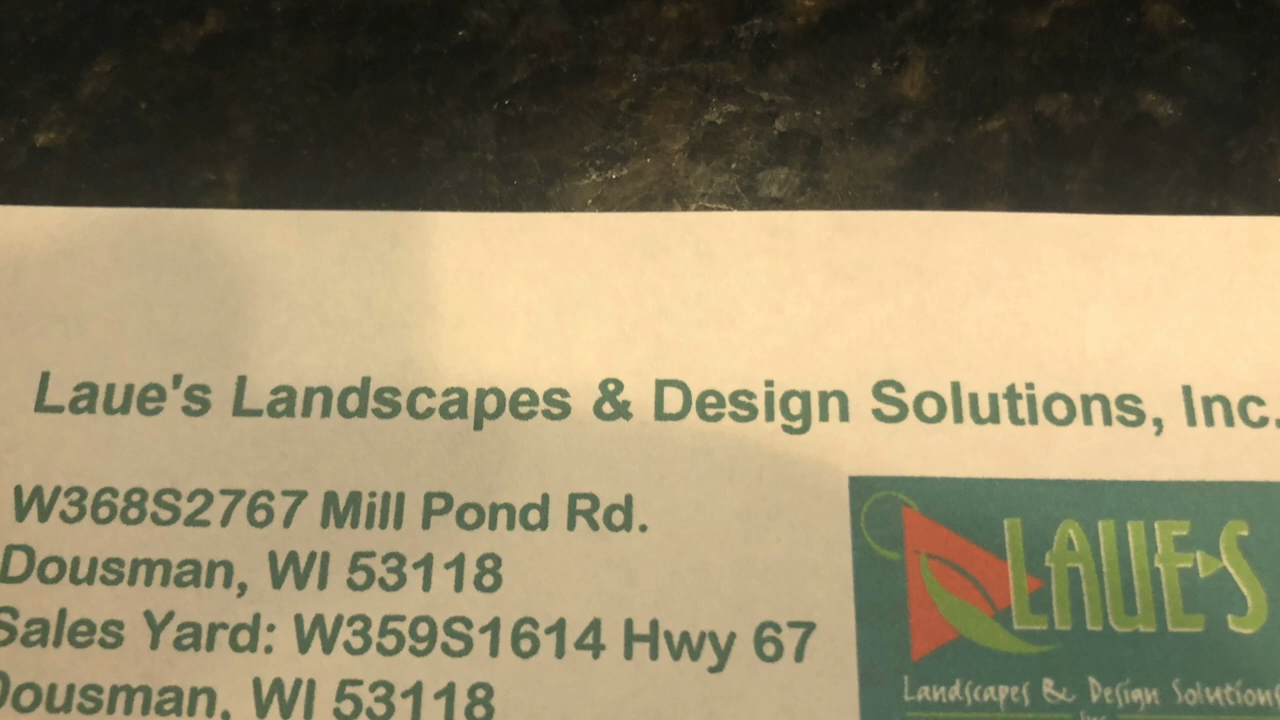 Laue's Landscapes & Design Solutions, Inc.
W368S2767 Mill Pond Rd.
Dousman, WI 53118
Sales Yard: W359S1614 Hwy 67
Dousman, WI 53118
LAUE'S
Landscapes & Design Solutions